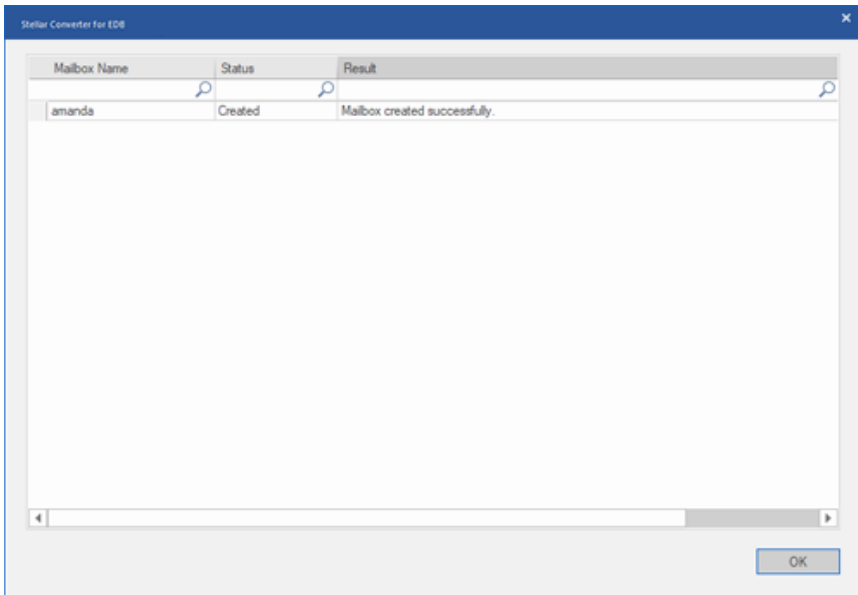 Stellar Converter for EDB
Mailbox Name Status Result
amanda Created Mailbox created successfully.
OK